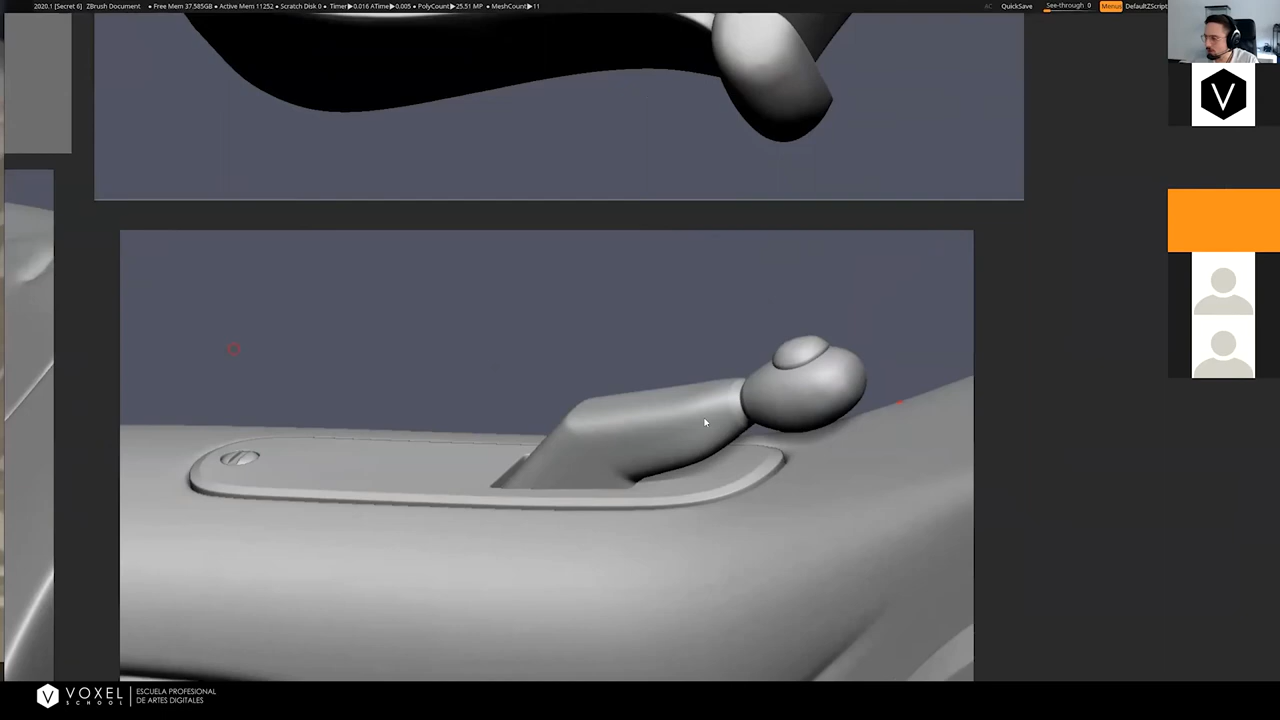 2020.1 [Secret 6] ZBrush Document • Free Mem 37.585GB • Active Mem 11252 • Scratch Disk 0 • Timer▶0.016 ATime▶0.005 • PolyCount▶25.51 MP • MeshCount▶11 AC QuickSave See-through 0 Menus DefaultZScript
V
VOXEL
SCHOOL
ESCUELA PROFESIONAL
DE ARTES DIGITALES